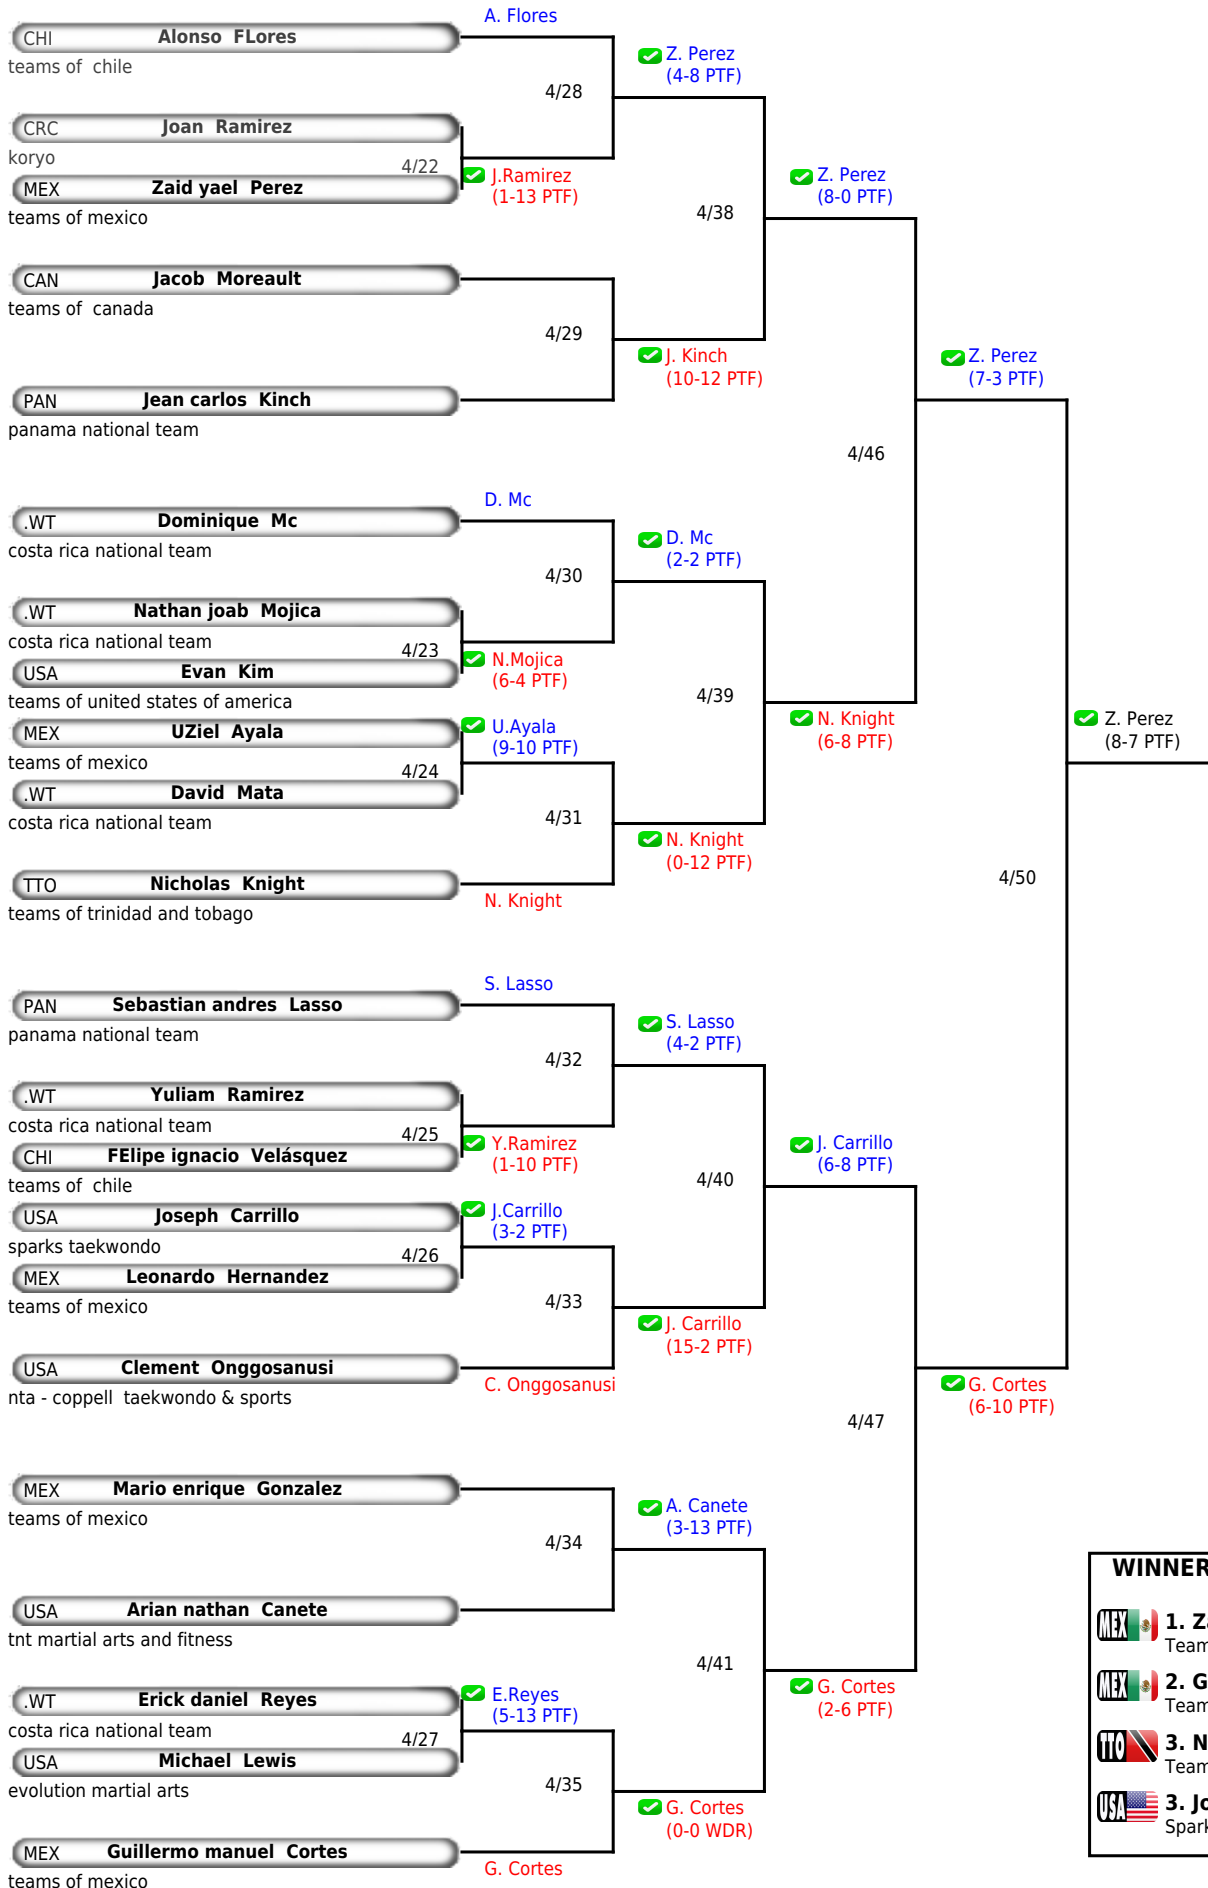 A. Flores
CHI Alonso FLores
teams of chile
Z. Perez
(4-8 PTF)
4/28
CRC Joan Ramirez
koryo
4/22
J.Ramirez
(1-13 PTF)
MEX Zaid yael Perez
teams of mexico
Z. Perez
(8-0 PTF)
4/38
CAN Jacob Moreault
teams of canada
4/29
J. Kinch
(10-12 PTF)
Z. Perez
(7-3 PTF)
PAN Jean carlos Kinch
panama national team
4/46
D. Mc
.WT Dominique Mc
costa rica national team
D. Mc
(2-2 PTF)
4/30
.WT Nathan joab Mojica
costa rica national team
4/23
N.Mojica
(6-4 PTF)
USA Evan Kim
teams of united states of america
4/39
MEX UZiel Ayala
teams of mexico
U.Ayala
(9-10 PTF)
N. Knight
(6-8 PTF)
Z. Perez
(8-7 PTF)
4/24
.WT David Mata
costa rica national team
4/31
N. Knight
(0-12 PTF)
TTO Nicholas Knight
teams of trinidad and tobago
N. Knight
4/50
S. Lasso
PAN Sebastian andres Lasso
panama national team
S. Lasso
(4-2 PTF)
4/32
.WT Yuliam Ramirez
costa rica national team
4/25
Y.Ramirez
(1-10 PTF)
CHI FElipe ignacio Velásquez
teams of chile
J. Carrillo
(6-8 PTF)
4/40
USA Joseph Carrillo
sparks taekwondo
J.Carrillo
(3-2 PTF)
4/26
MEX Leonardo Hernandez
teams of mexico
4/33
J. Carrillo
(15-2 PTF)
USA Clement Onggosanusi
nta - coppell taekwondo & sports
C. Onggosanusi
G. Cortes
(6-10 PTF)
4/47
MEX Mario enrique Gonzalez
teams of mexico
A. Canete
(3-13 PTF)
4/34
USA Arian nathan Canete
tnt martial arts and fitness
4/41
.WT Erick daniel Reyes
costa rica national team
E.Reyes
(5-13 PTF)
G. Cortes
(2-6 PTF)
4/27
USA Michael Lewis
evolution martial arts
4/35
G. Cortes
(0-0 WDR)
MEX Guillermo manuel Cortes
teams of mexico
G. Cortes
WINNER
MEX 1. Za
Team
MEX 2. G
Team
TTO 3. N
Team
USA 3. Jo
Spark